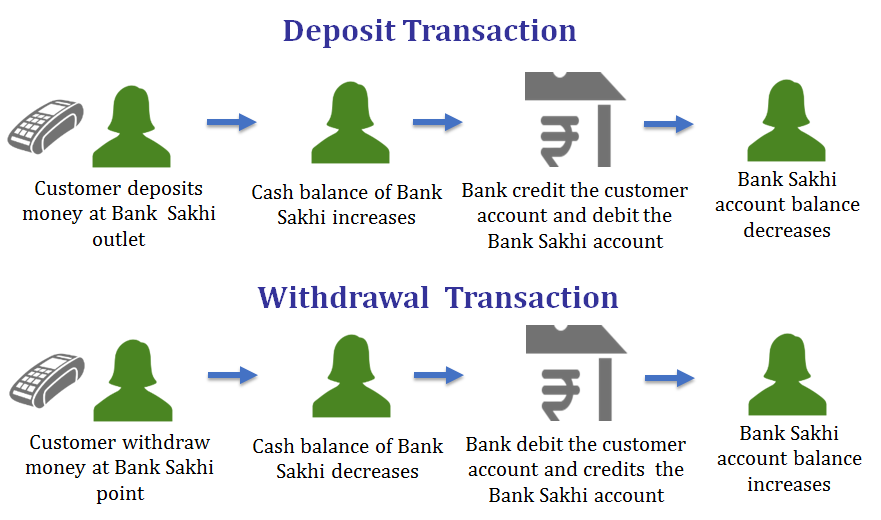 Deposit Transaction
Customer deposits
money at Bank Sakhi
outlet
Cash balance of Bank
Sakhi increases
Bank credit the customer
account and debit the
Bank Sakhi account
Bank Sakhi
account balance
decreases
Withdrawal Transaction
Customer withdraw
money at Bank Sakhi
point
Cash balance of Bank
Sakhi decreases
Bank debit the customer
account and credits the
Bank Sakhi account
Bank Sakhi
account balance
increases